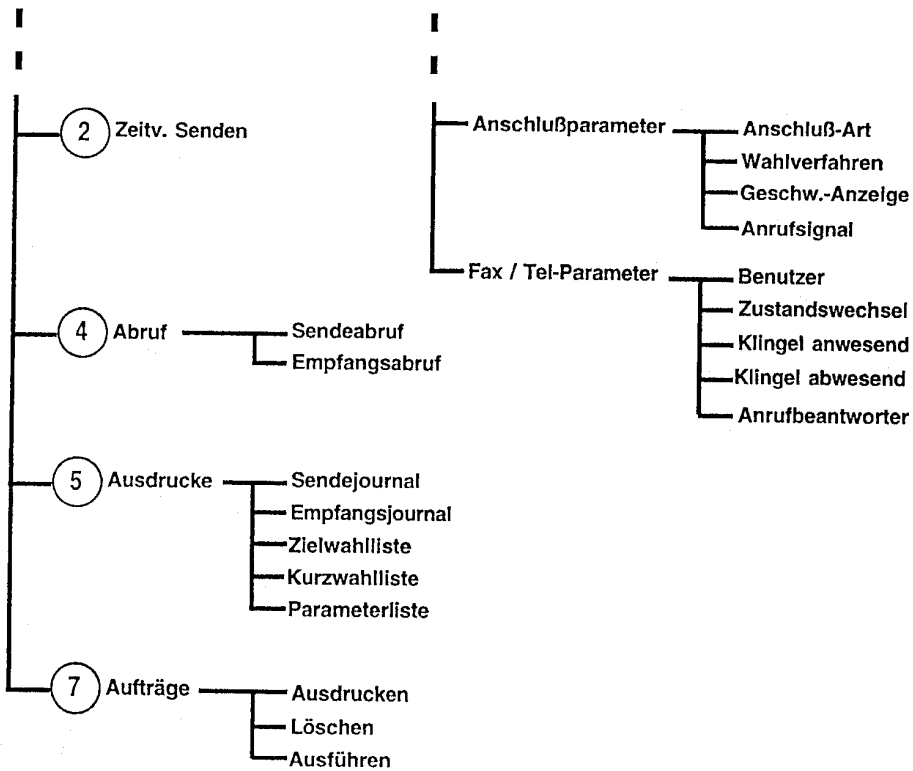 2 Zeitv. Senden
4 Abruf
Sendeabruf
Empfangsabruf
5 Ausdrucke
Sendejournal
Empfangsjournal
Zielwahlliste
Kurzwahlliste
Parameterliste
7 Aufträge
Ausdrucken
Löschen
Ausführen
Anschlußparameter
Anschluß-Art
Wahlverfahren
Geschw.-Anzeige
Anrufsignal
Fax / Tel-Parameter
Benutzer
Zustandswechsel
Klingel anwesend
Klingel abwesend
Anrufbeantworter